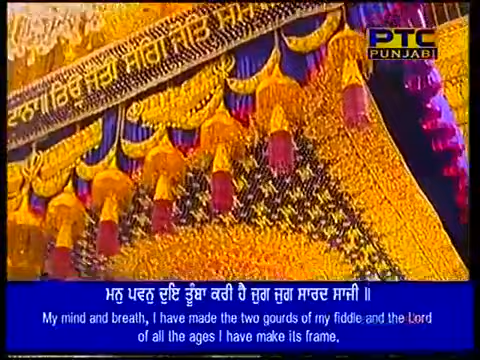 PTC
PUNJABI
ਮਨੁ ਪਵਨੁ ਦੁਇ ਤੂੰਬਾ ਕਰੀ ਹੈ ਜੁਗ ਜੁਗ ਸਾਰਦ ਸਾਜੀ ॥
My mind and breath, I have made the two gourds of my fiddle and the Lord
of all the ages I have make its frame,